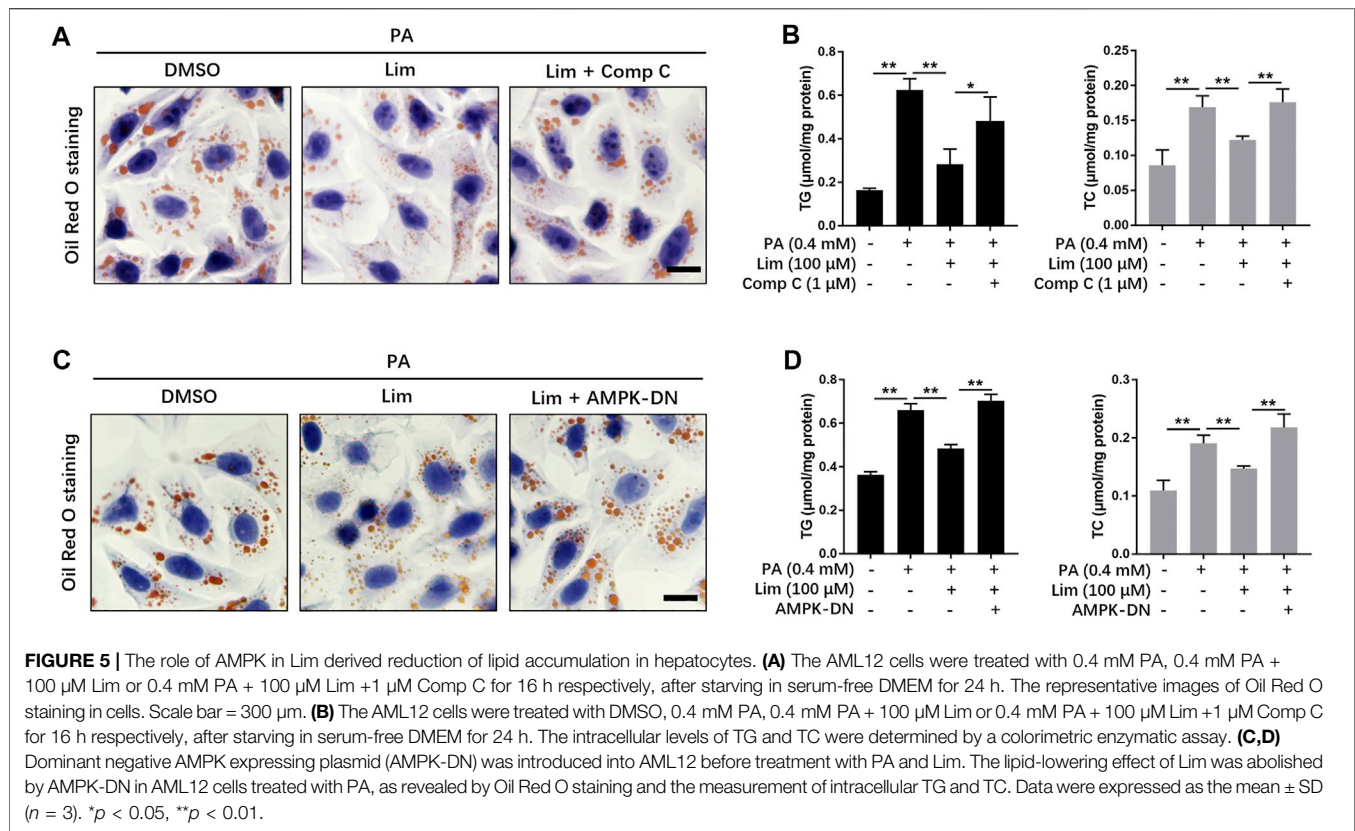 A
PA
DMSO Lim Lim + Comp C
Oil Red O staining
B
TG (μmol/mg protein)
0.8
0.6
0.4
0.2
0.0
** ** *
PA (0.4 mM) - + + +
Lim (100 μM) - - + +
Comp C (1 μM) - - - +
TC (μmol/mg protein)
0.25
0.20
0.15
0.10
0.05
0.00
** ** **
PA (0.4 mM) - + + +
Lim (100 μM) - - + +
Comp C (1 μM) - - - +
C
PA
DMSO Lim Lim + AMPK-DN
Oil Red O staining
D
TG (μmol/mg protein)
0.8
0.6
0.4
0.2
0.0
** ** **
PA (0.4 mM) - + + +
Lim (100 μM) - - + +
AMPK-DN - - - +
TC (μmol/mg protein)
0.3
0.2
0.1
0.0
** ** **
PA (0.4 mM) - + + +
Lim (100 μM) - - + +
AMPK-DN - - - +
FIGURE 5 | The role of AMPK in Lim derived reduction of lipid accumulation in hepatocytes. (A) The AML12 cells were treated with 0.4 mM PA, 0.4 mM PA +
100 μM Lim or 0.4 mM PA + 100 μM Lim +1 μM Comp C for 16 h respectively, after starving in serum-free DMEM for 24 h. The representative images of Oil Red O
staining in cells. Scale bar = 300 μm. (B) The AML12 cells were treated with DMSO, 0.4 mM PA, 0.4 mM PA + 100 μM Lim or 0.4 mM PA + 100 μM Lim +1 μM Comp C
for 16 h respectively, after starving in serum-free DMEM for 24 h. The intracellular levels of TG and TC were determined by a colorimetric enzymatic assay. (C,D)
Dominant negative AMPK expressing plasmid (AMPK-DN) was introduced into AML12 before treatment with PA and Lim. The lipid-lowering effect of Lim was abolished
by AMPK-DN in AML12 cells treated with PA, as revealed by Oil Red O staining and the measurement of intracellular TG and TC. Data were expressed as the mean ± SD
(n = 3). *p < 0.05, **p < 0.01.